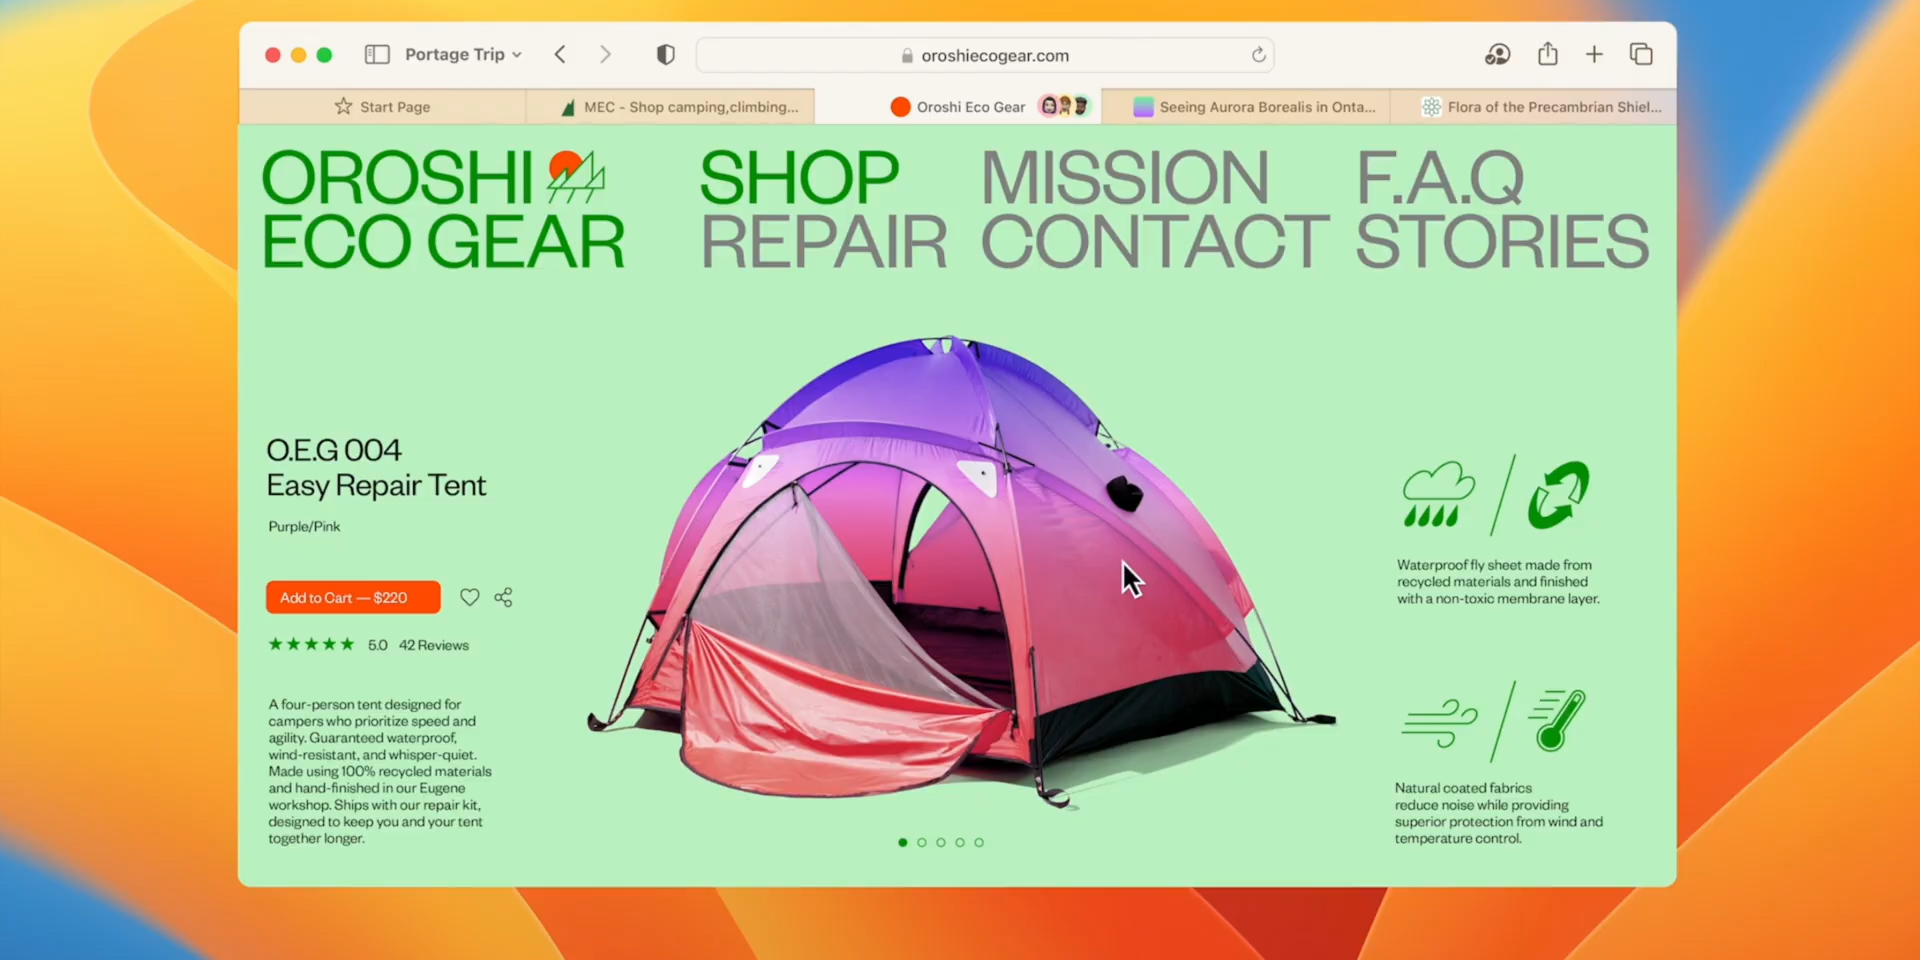 Portage Trip
oroshiecogear.com
Start Page
MEC - Shop camping,climbing...
Oroshi Eco Gear
Seeing Aurora Borealis in Onta...
Flora of the Precambrian Shiel...
OROSHI
ECO GEAR
SHOP
REPAIR
MISSION
CONTACT
F.A.Q
STORIES
O.E.G 004
Easy Repair Tent
Purple/Pink
Add to Cart — $220
★★★★★ 5.0 42 Reviews
A four-person tent designed for
campers who prioritize speed and
agility. Guaranteed waterproof,
wind-resistant, and whisper-quiet.
Made using 100% recycled materials
and hand-finished in our Eugene
workshop. Ships with our repair kit,
designed to keep you and your tent
together longer.
Waterproof fly sheet made from
recycled materials and finished
with a non-toxic membrane layer.
Natural coated fabrics
reduce noise while providing
superior protection from wind and
temperature control.